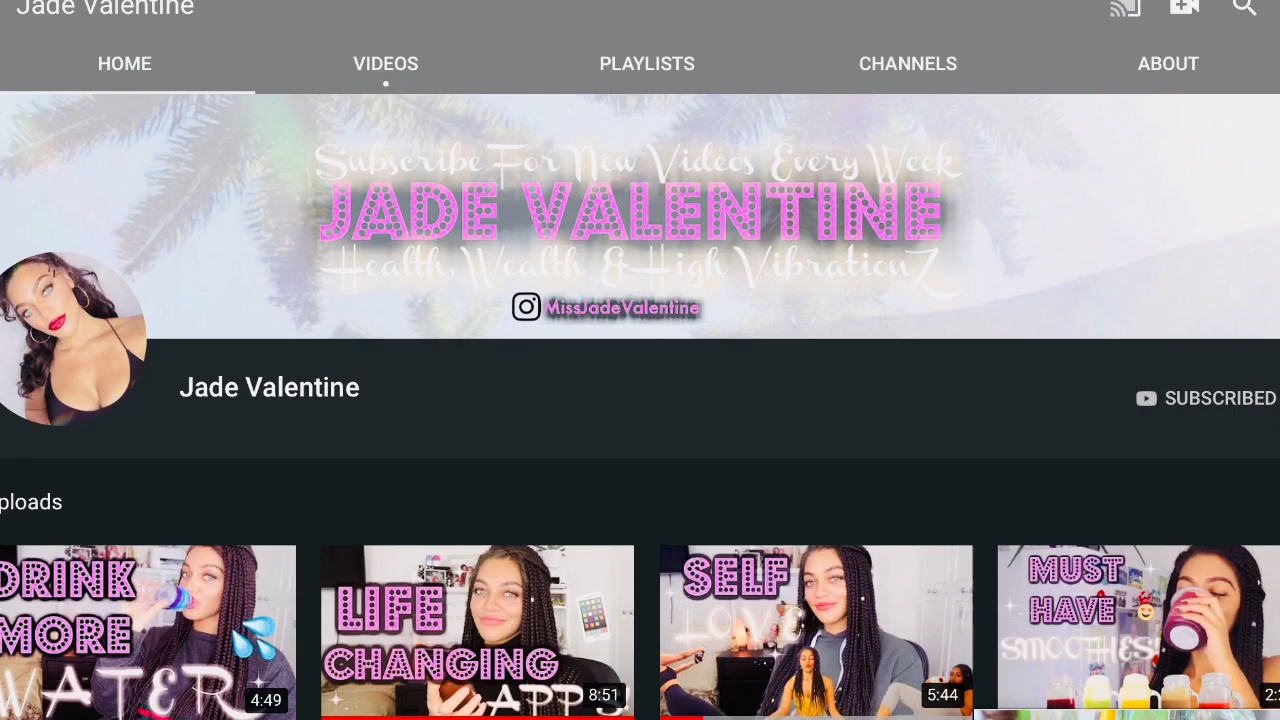 Jade Valentine
HOME VIDEOS PLAYLISTS CHANNELS ABOUT
Subscribe For New Videos Every Week
JADE VALENTINE
Health, Wealth & High VibrationZ
MissJadeValentine
Jade Valentine
SUBSCRIBED
ploads
DRINK
MORE
WATER
4:49
LIFE
CHANGING
APPS
8:51
SELF
LOVE
5:44
MUST
HAVE
SMOOTHIES
2: